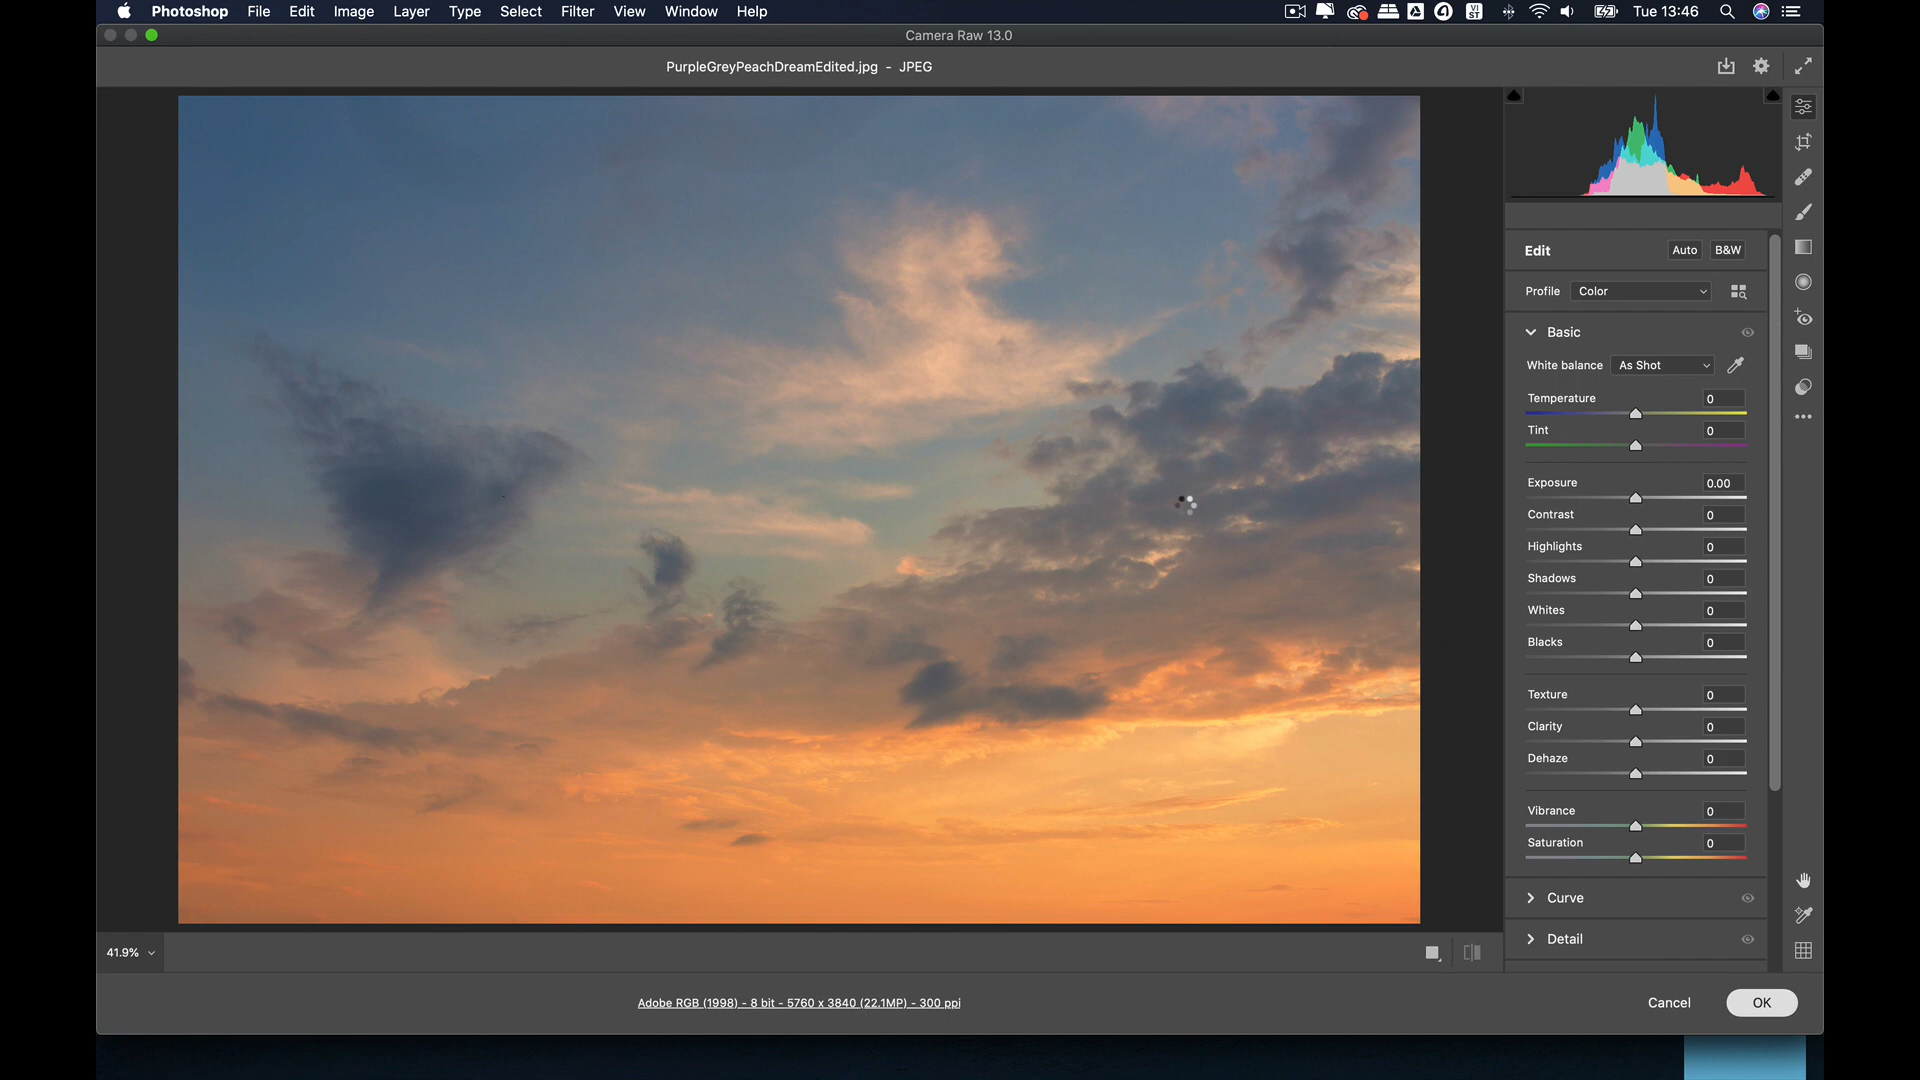 Photoshop File Edit Image Layer Type Select Filter View Window Help VI ST Tue 13:46
Camera Raw 13.0
PurpleGreyPeachDreamEdited.jpg - JPEG
Edit Auto B&W
Profile Color
Basic
White balance As Shot
Temperature 0
Tint 0
Exposure 0.00
Contrast 0
Highlights 0
Shadows 0
Whites 0
Blacks 0
Texture 0
Clarity 0
Dehaze 0
Vibrance 0
Saturation 0
Curve
Detail
41.9%
Adobe RGB (1998) - 8 bit - 5760 x 3840 (22.1MP) - 300 ppi
Cancel OK